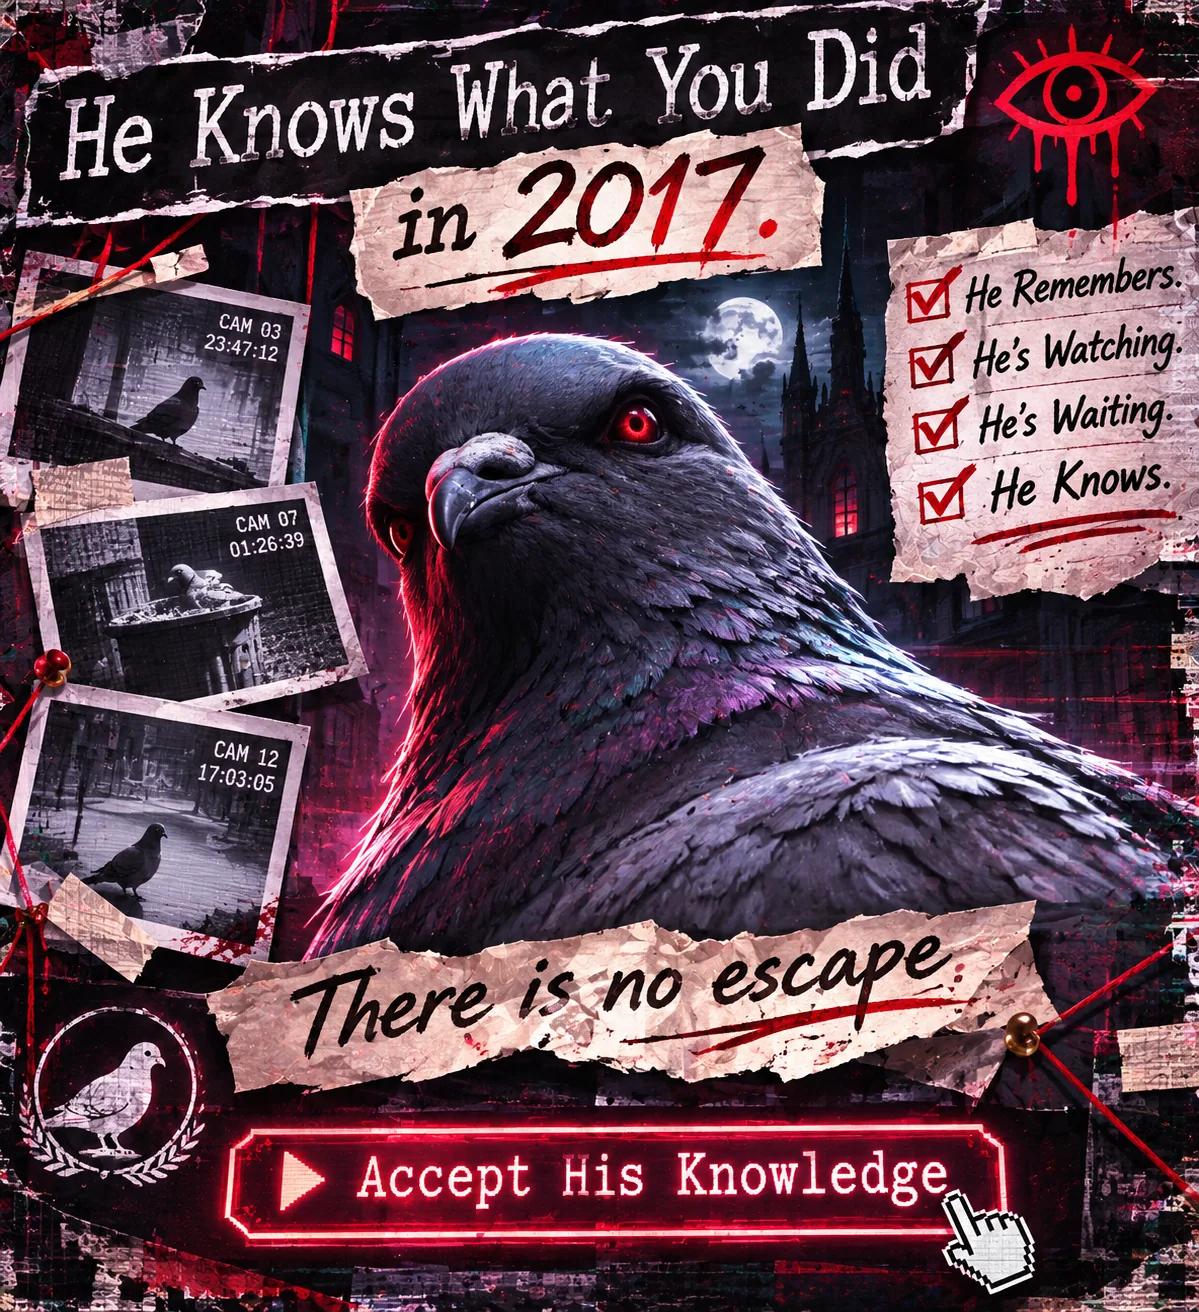 He Knows What You Did
in 2017.
CAM 03
23:47:12
He Remembers.
He's Watching.
He's Waiting.
He Knows.
CAM 07
01:26:39
CAM 12
17:03:05
There is no escape.
Accept His Knowledge